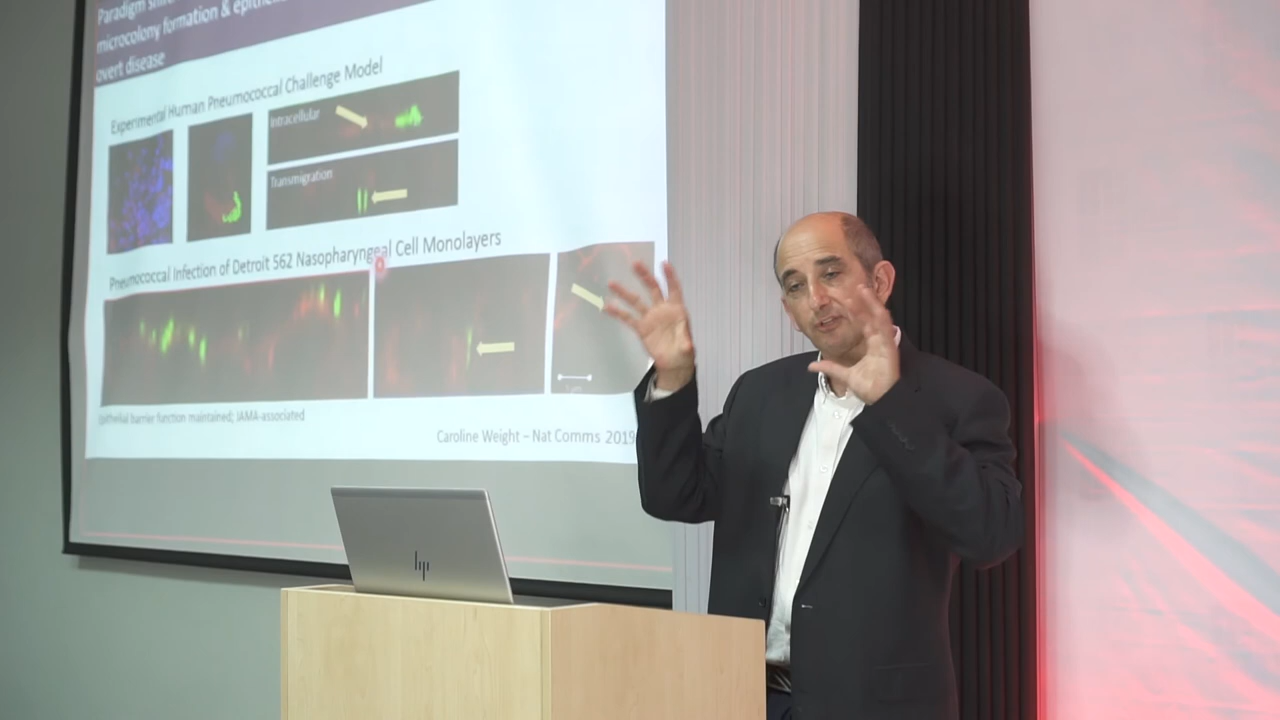 Paradigm
microcolony formation & epithe
overt disease
Experimental Human Pneumococcal Challenge Model
Intracellular
Transmigration
Pneumococcal Infection of Detroit 562 Nasopharyngeal Cell Monolayers
Epithelial barrier function maintained; JAMA-associated
Caroline Weight – Nat Comms 2019
hp